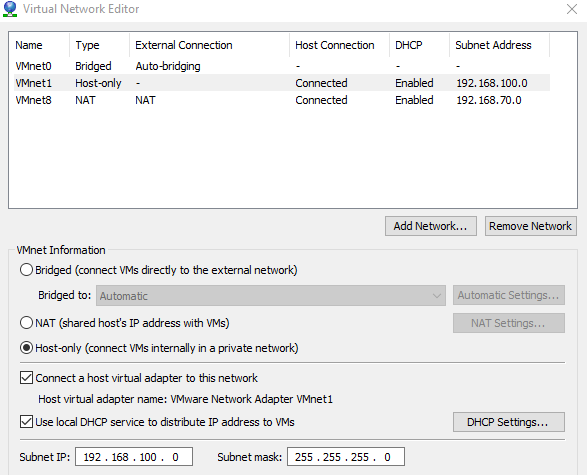 Virtual Network Editor
Name Type External Connection Host Connection DHCP Subnet Address
VMnet0 Bridged Auto-bridging - - -
VMnet1 Host-only - Connected Enabled 192.168.100.0
VMnet8 NAT NAT Connected Enabled 192.168.70.0
Add Network... Remove Network
VMnet Information
Bridged (connect VMs directly to the external network)
Bridged to: Automatic Automatic Settings...
NAT (shared host's IP address with VMs) NAT Settings...
Host-only (connect VMs internally in a private network)
Connect a host virtual adapter to this network
Host virtual adapter name: VMware Network Adapter VMnet1
Use local DHCP service to distribute IP address to VMs DHCP Settings...
Subnet IP: 192 . 168 . 100 . 0 Subnet mask: 255 . 255 . 255 . 0